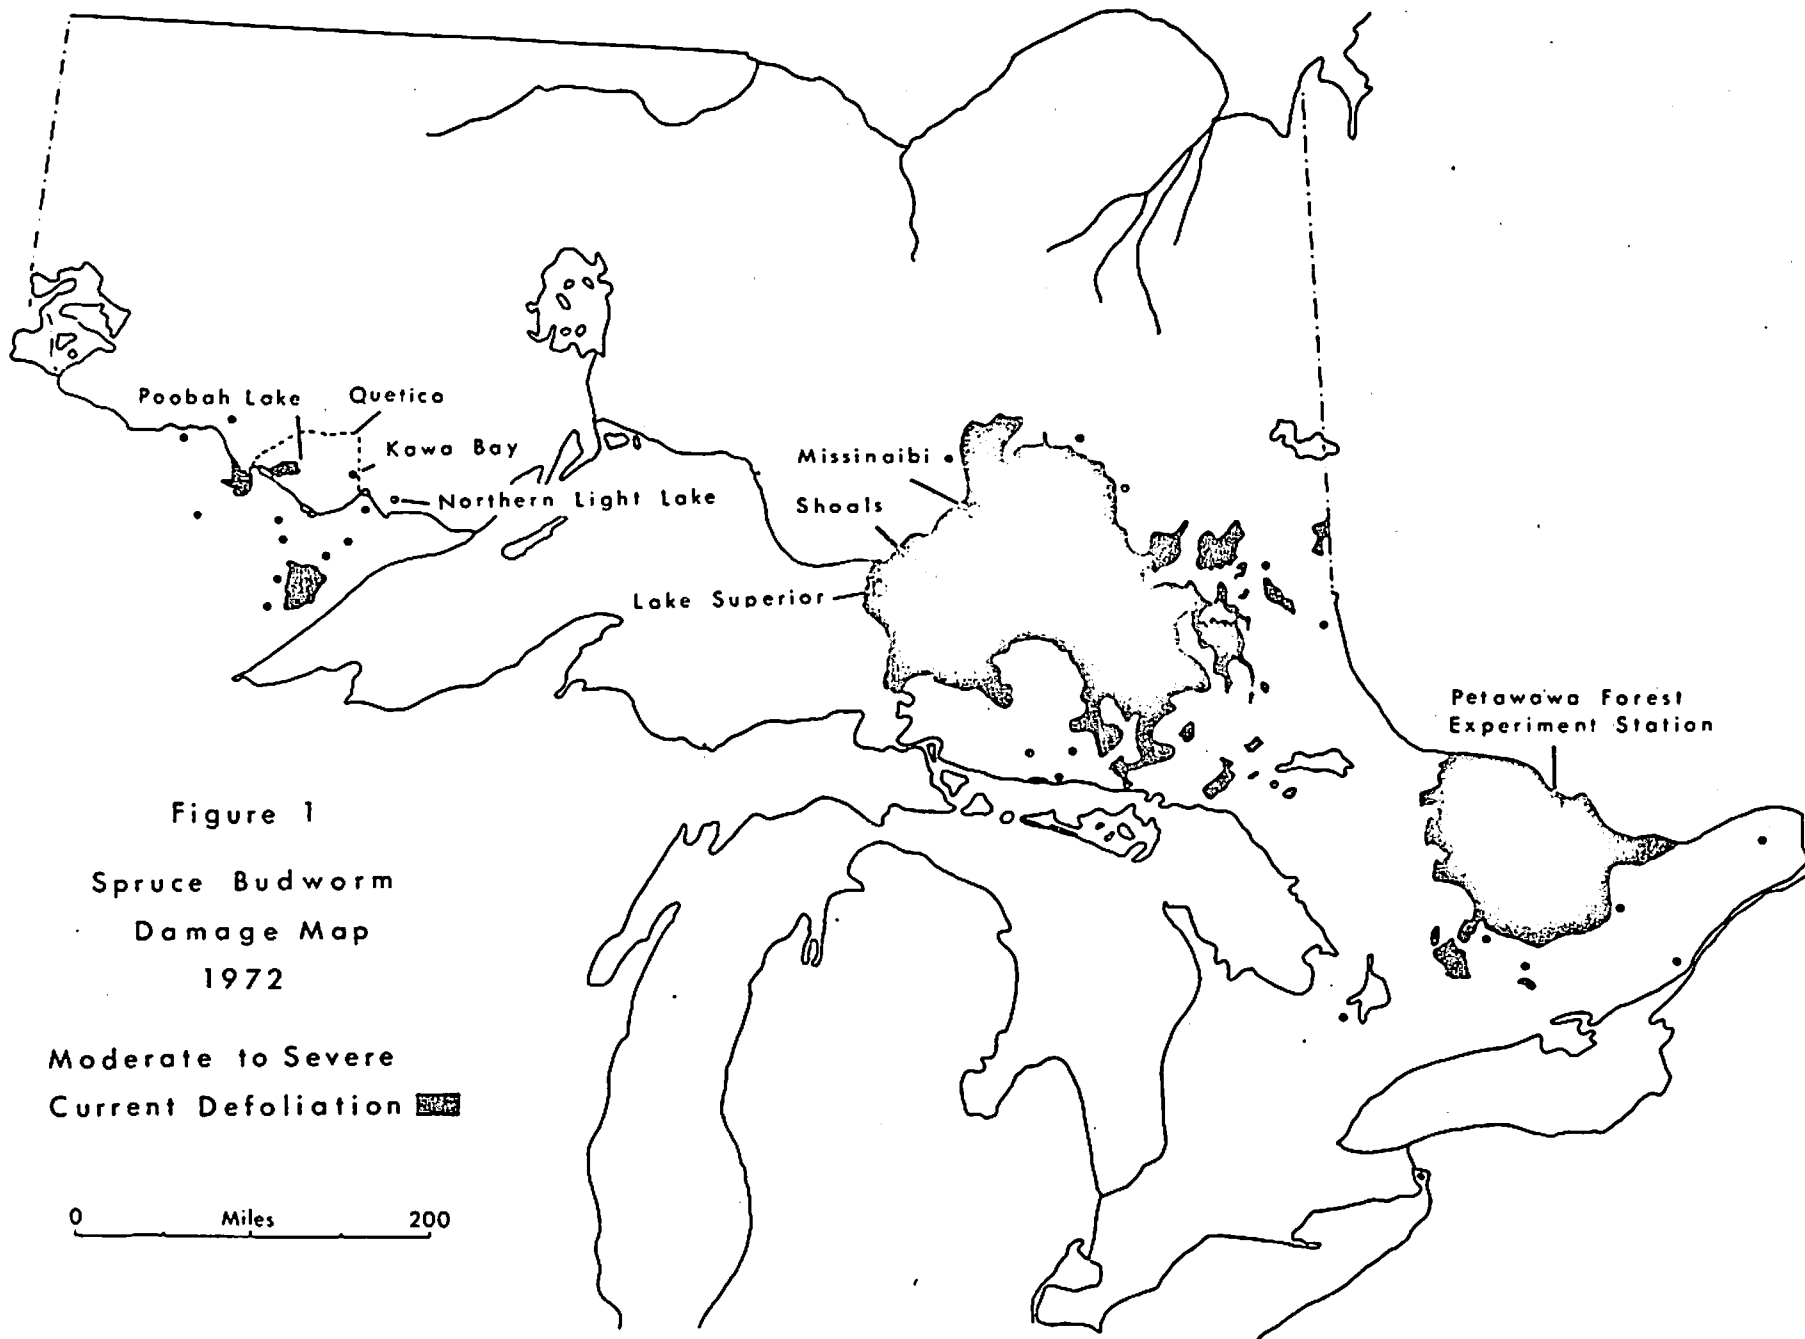 Poobah Lake
Quetico
Kawa Bay
Northern Light Lake
Missinaibi
Shoals
Lake Superior
Petawawa Forest
Experiment Station
Figure 1
Spruce Budworm
Damage Map
1972
Moderate to Severe
Current Defoliation
0 Miles 200